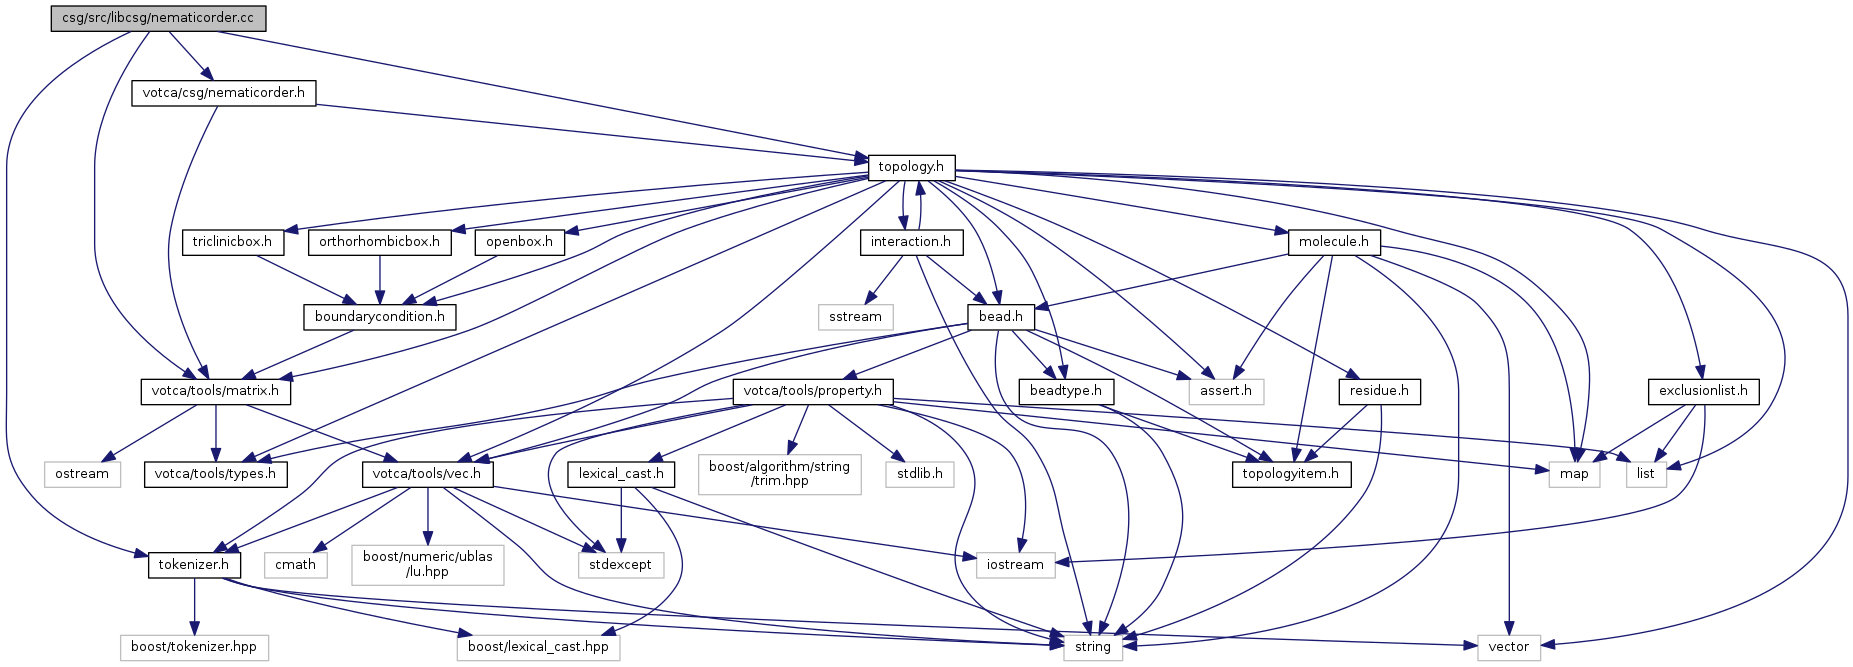 csg/src/libcsg/nematicorder.cc
votca/csg/nematicorder.h
topology.h
triclinicbox.h
orthorhombicbox.h
openbox.h
interaction.h
molecule.h
boundarycondition.h
sstream
bead.h
votca/tools/matrix.h
votca/tools/property.h
beadtype.h
assert.h
residue.h
exclusionlist.h
ostream
votca/tools/types.h
votca/tools/vec.h
lexical_cast.h
boost/algorithm/string
/trim.hpp
stdlib.h
topologyitem.h
map
list
tokenizer.h
cmath
boost/numeric/ublas
/lu.hpp
stdexcept
iostream
boost/tokenizer.hpp
boost/lexical_cast.hpp
string
vector